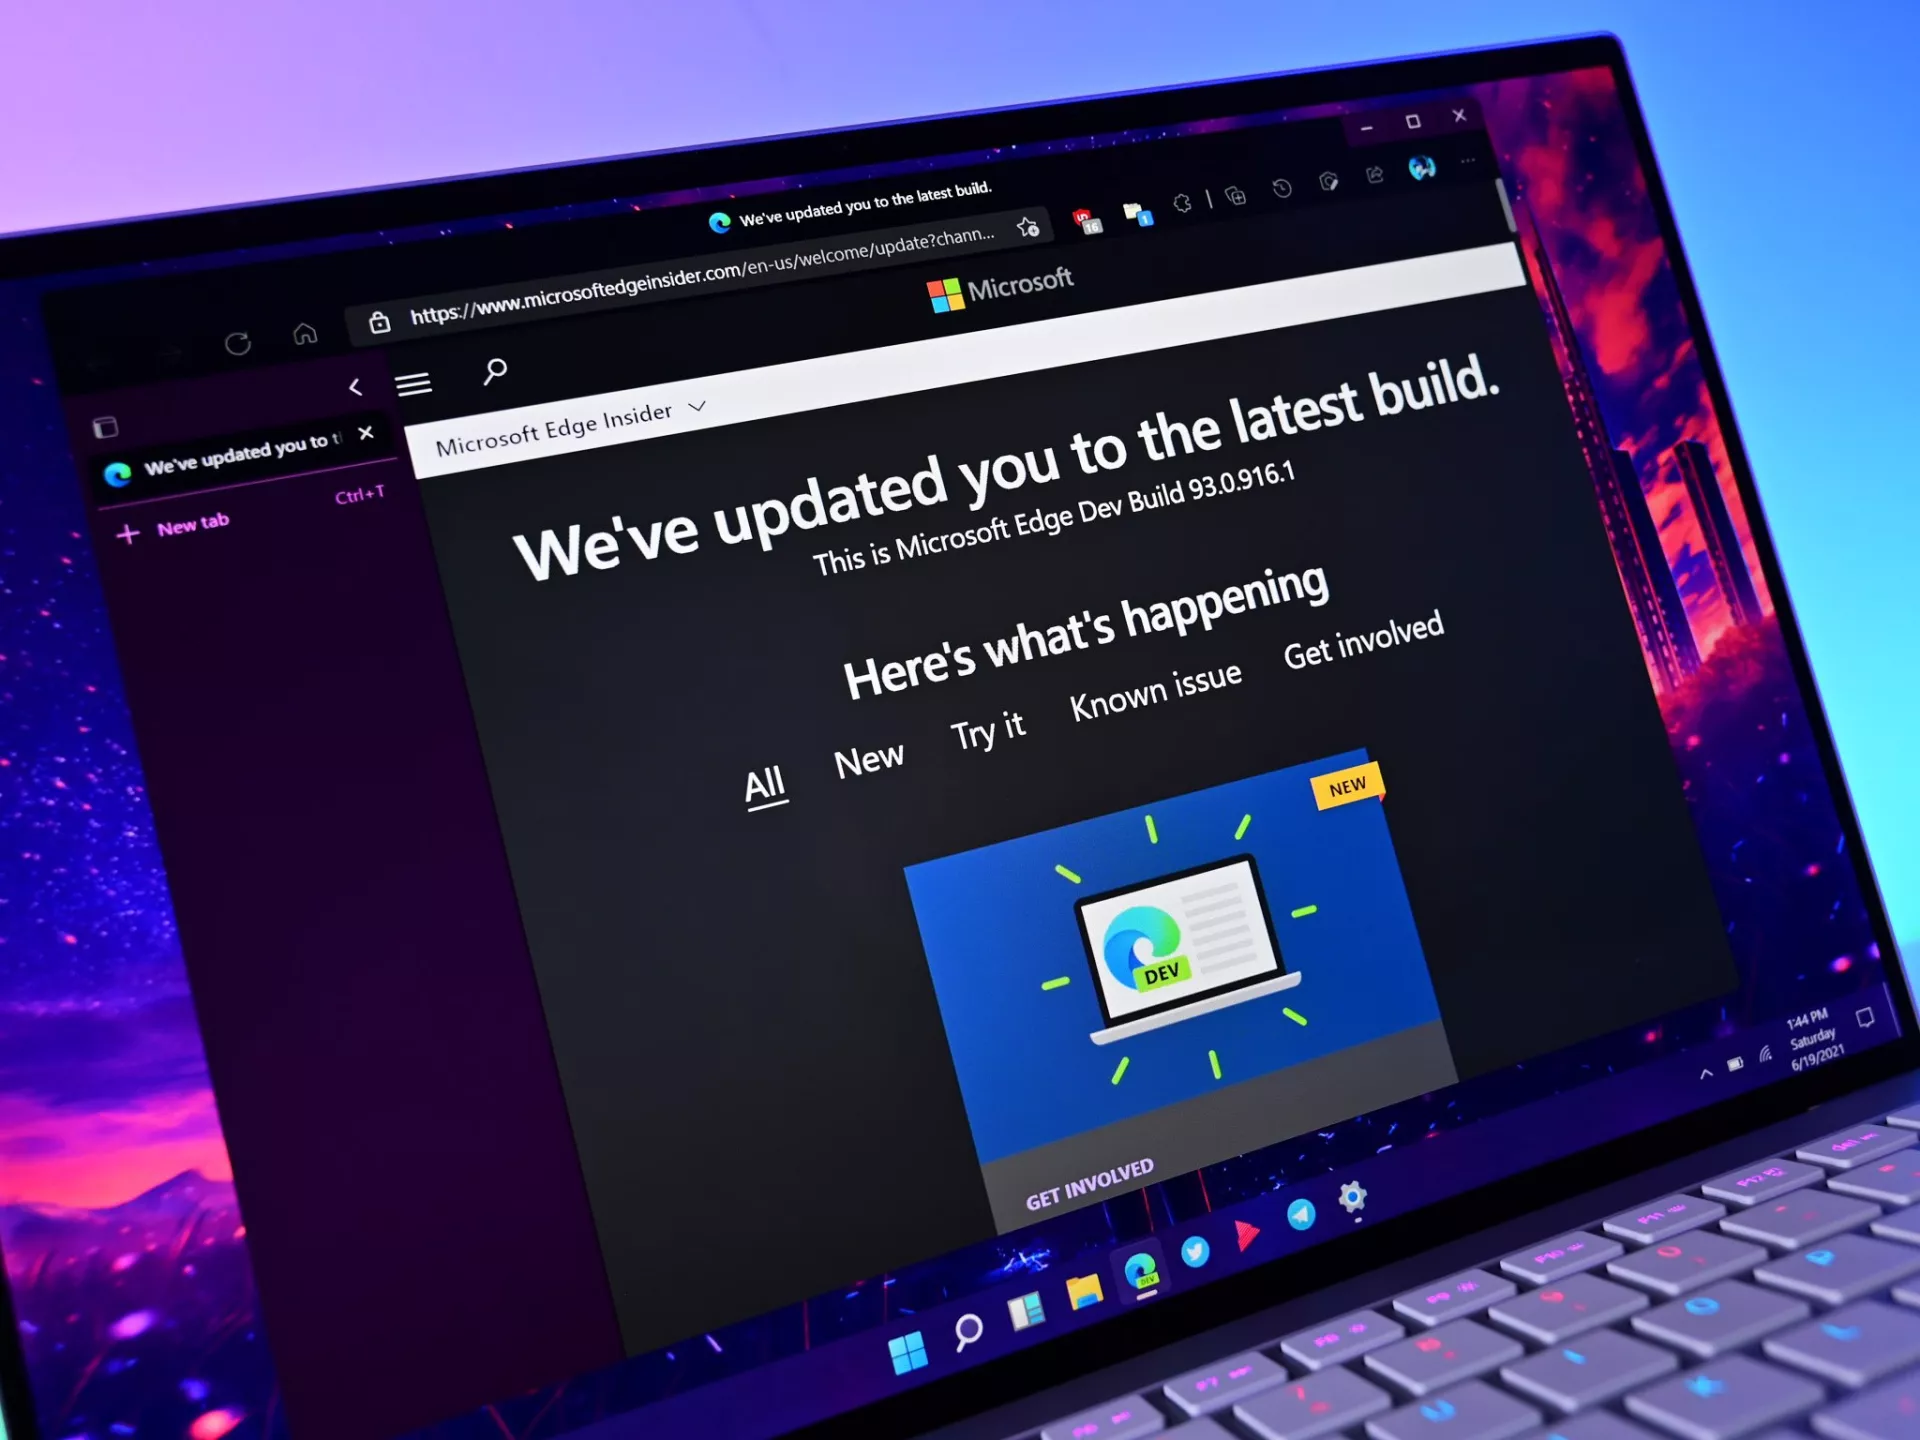 We've updated you to the latest build.
https://www.microsoftedgeinsider.com/en-us/welcome/update?chann...
16
1
Microsoft
We've updated you to t
Ctrl+T
New tab
Microsoft Edge Insider
We've updated you to the latest build.
This is Microsoft Edge Dev Build 93.0.916.1
Here's what's happening
All New Try it Known issue Get involved
NEW
DEV
GET INVOLVED
DEV
1:44 PM
Saturday
6/19/2021